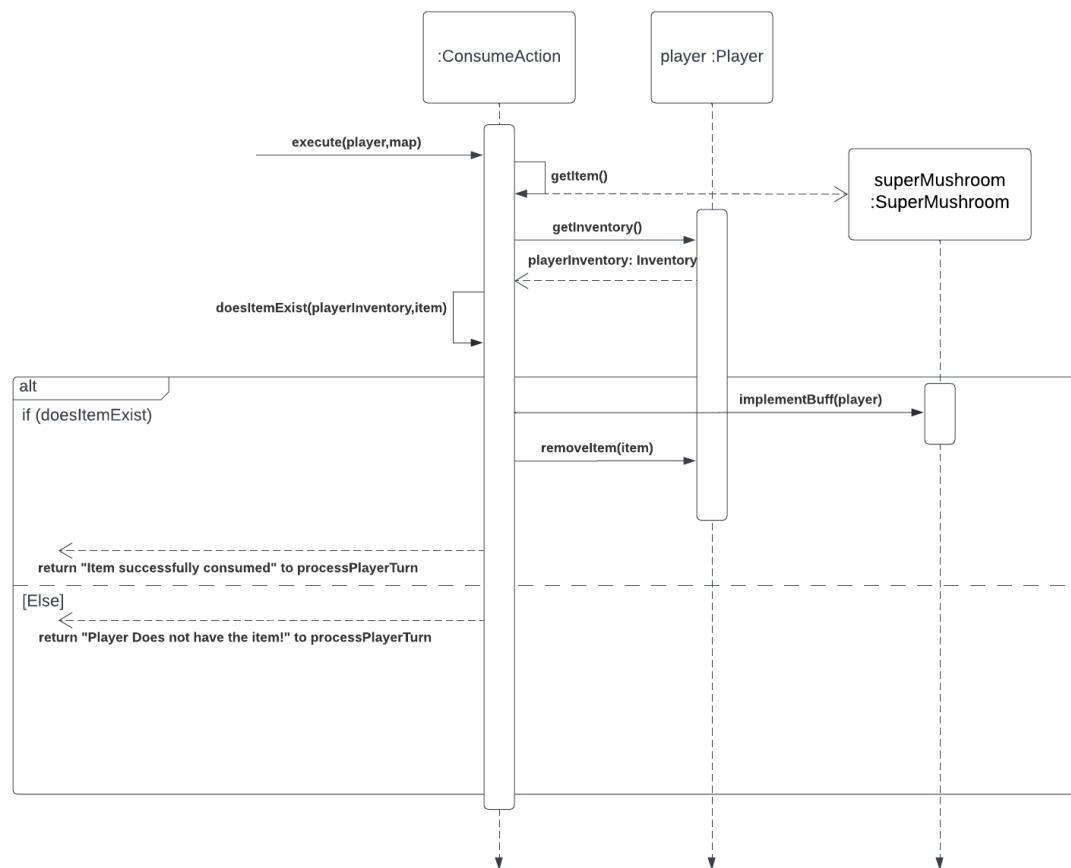 :ConsumeAction
player :Player
execute(player,map)
getItem()
superMushroom
:SuperMushroom
getInventory()
playerInventory: Inventory
doesItemExist(playerInventory,item)
alt
if (doesItemExist)
implementBuff(player)
removeItem(item)
return "Item successfully consumed" to processPlayerTurn
[Else]
return "Player Does not have the item!" to processPlayerTurn